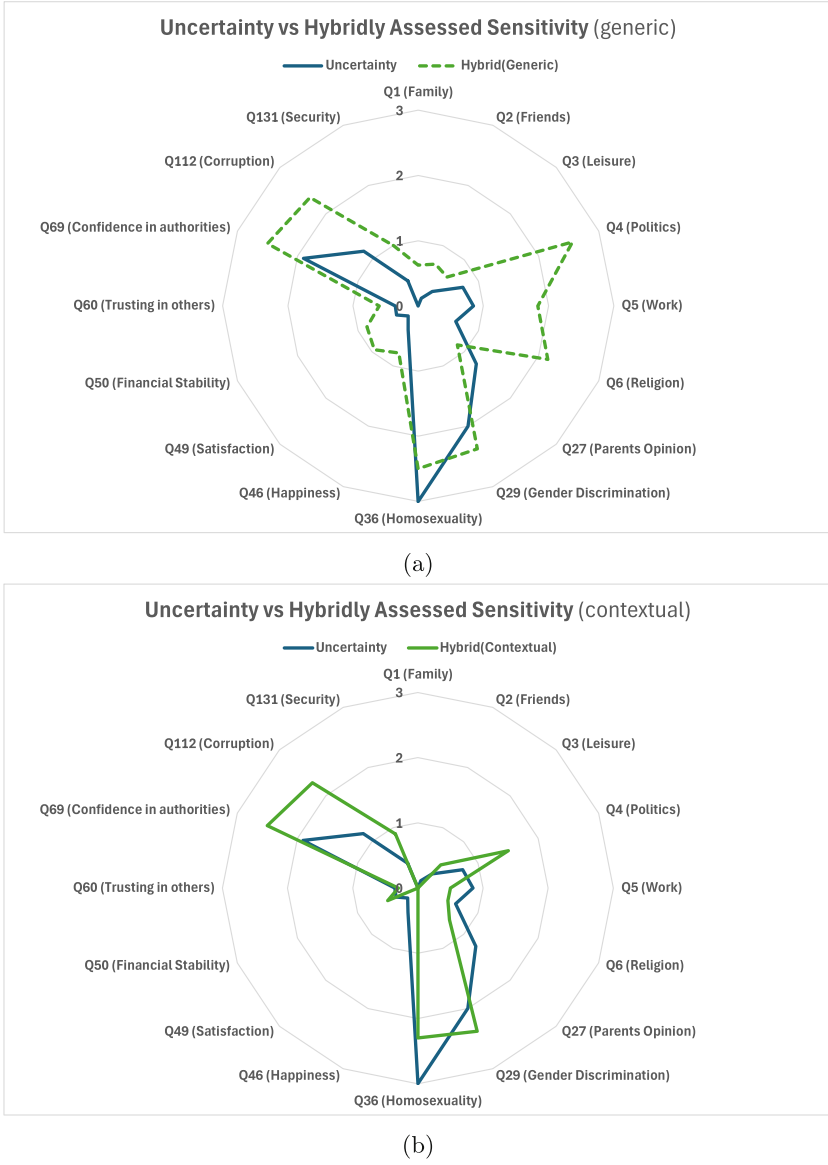 Uncertainty vs Hybridly Assessed Sensitivity (generic)
Uncertainty Hybrid(Generic)
Q1 (Family)
3
Q131 (Security) Q2 (Friends)
Q112 (Corruption) Q3 (Leisure)
2
Q69 (Confidence in authorities) Q4 (Politics)
1
Q60 (Trusting in others) 0 Q5 (Work)
Q50 (Financial Stability) Q6 (Religion)
Q49 (Satisfaction) Q27 (Parents Opinion)
Q46 (Happiness) Q29 (Gender Discrimination)
Q36 (Homosexuality)
(a)
Uncertainty vs Hybridly Assessed Sensitivity (contextual)
Uncertainty Hybrid(Contextual)
Q1 (Family)
3
Q131 (Security) Q2 (Friends)
Q112 (Corruption) Q3 (Leisure)
2
Q69 (Confidence in authorities) Q4 (Politics)
1
Q60 (Trusting in others) 0 Q5 (Work)
Q50 (Financial Stability) Q6 (Religion)
Q49 (Satisfaction) Q27 (Parents Opinion)
Q46 (Happiness) Q29 (Gender Discrimination)
Q36 (Homosexuality)
(b)